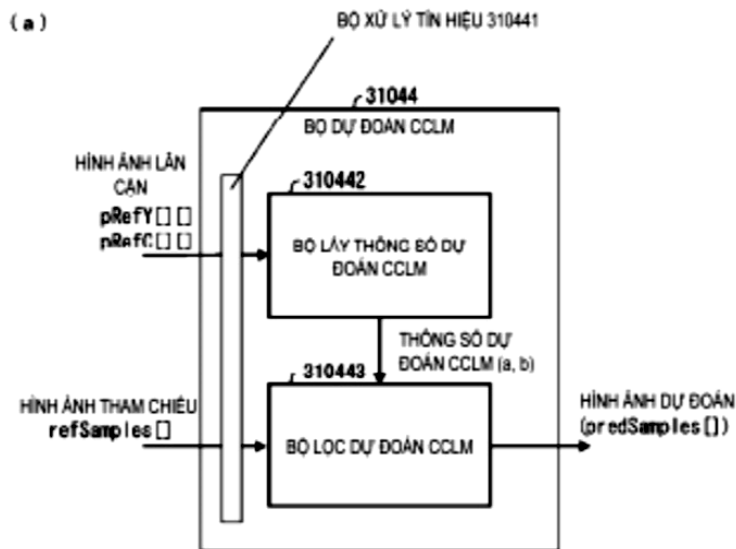 (a)
BỘ XỬ LÝ TÍN HIỆU 310441
31044
BỘ DỰ ĐOÁN CCLM
HÌNH ẢNH LÂN
CẬN
pRefY[][]
pRefC[][]
310442
BỘ LẤY THÔNG SỐ DỰ
ĐOÁN CCLM
THÔNG SỐ DỰ
ĐOÁN CCLM (a, b)
310443
HÌNH ẢNH THAM CHIẾU
refSamples[]
BỘ LỌC DỰ ĐOÁN CCLM
HÌNH ẢNH DỰ ĐOÁN
(predSamples[])